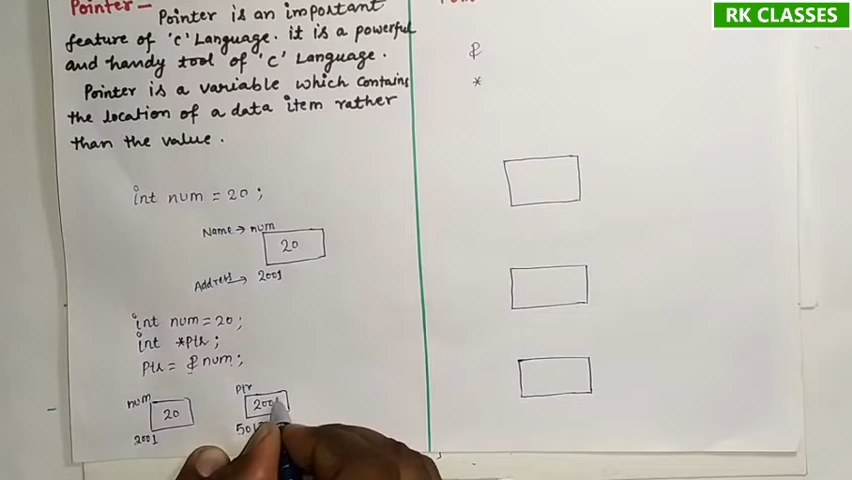 RK CLASSES
Pointer -
Pointer is an important
feature of 'C' Language. it is a powerful
and handy tool of 'C' Language.
Pointer is a variable which contains
the location of a data item rather
than the value.
int num = 20 ;
Name → num
20
Address → 2001
int num = 20;
int *ptr ;
ptr = & num ;
num
20
2001
ptr
2001
&
*